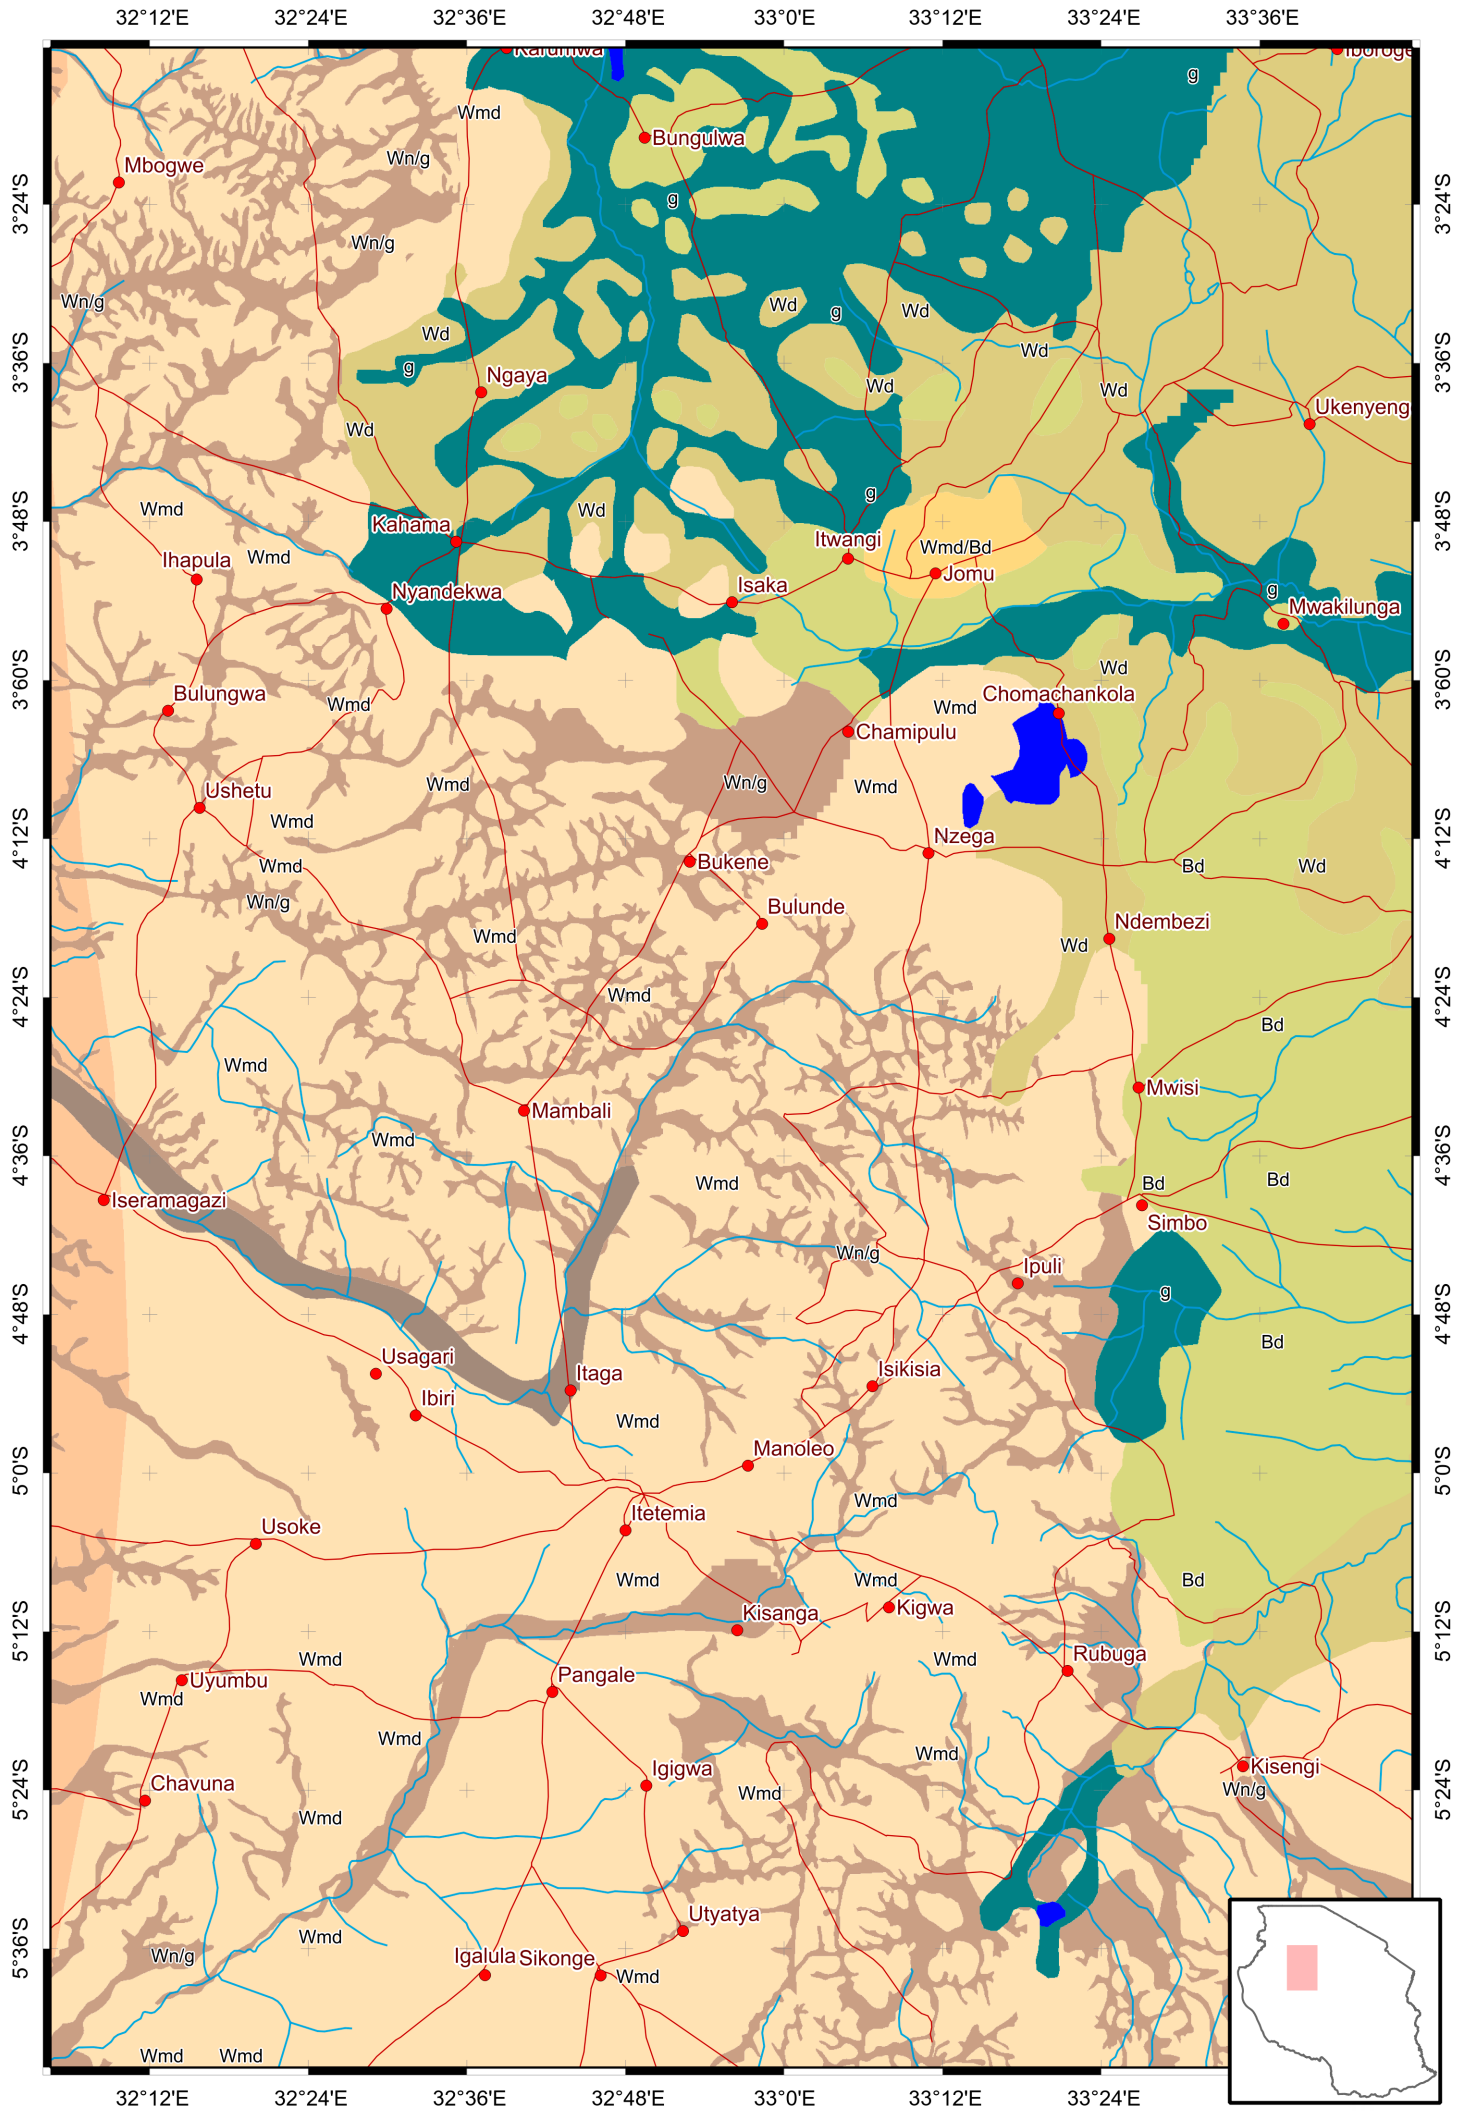 32°12'E 32°24'E 32°36'E 32°48'E 33°0'E 33°12'E 33°24'E 33°36'E
Karumwa
Iboroge
g
Wmd
Bungulwa
Wn/g
Mbogwe
3°24'S
g
3°24'S
Wn/g
Wn/g
Wd
g
Wd
Wd
Wd
3°36'S
g
3°36'S
Ngaya
Wd
Wd
Ukenyeng
Wd
g
Wmd
Wd
3°48'S
Kahama
3°48'S
Itwangi
Wmd/Bd
Wmd
Ihapula
Jomu
Isaka
g
Nyandekwa
Mwakilunga
3°60'S
Wd
3°60'S
Bulungwa
Chomachankola
Wmd
Wmd
Chamipulu
Wmd
Wn/g
Wmd
Ushetu
Wmd
4°12'S
Nzega
4°12'S
Wmd
Bukene
Bd
Wd
Wn/g
Bulunde
Ndembezi
Wmd
Wd
4°24'S
Wmd
4°24'S
Bd
Wmd
Mwisi
Mambali
Wmd
4°36'S
4°36'S
Wmd
Bd
Bd
Iseramagazi
Simbo
Wn/g
Ipuli
g
4°48'S
4°48'S
Bd
Usagari
Isikisia
Itaga
Ibiri
Wmd
Manoleo
5°0'S
5°0'S
Wmd
Itetemia
Usoke
Wmd
Wmd
Bd
Kisanga
Kigwa
5°12'S
5°12'S
Wmd
Wmd
Rubuga
Uyumbu
Pangale
Wmd
Wmd
Wmd
Igigwa
Kisengi
Chavuna
Wmd
Wn/g
5°24'S
5°24'S
Wmd
Utyatya
Wmd
5°36'S
5°36'S
Wn/g
Igalula
Sikonge
Wmd
Wmd
Wmd
32°12'E 32°24'E 32°36'E 32°48'E 33°0'E 33°12'E 33°24'E